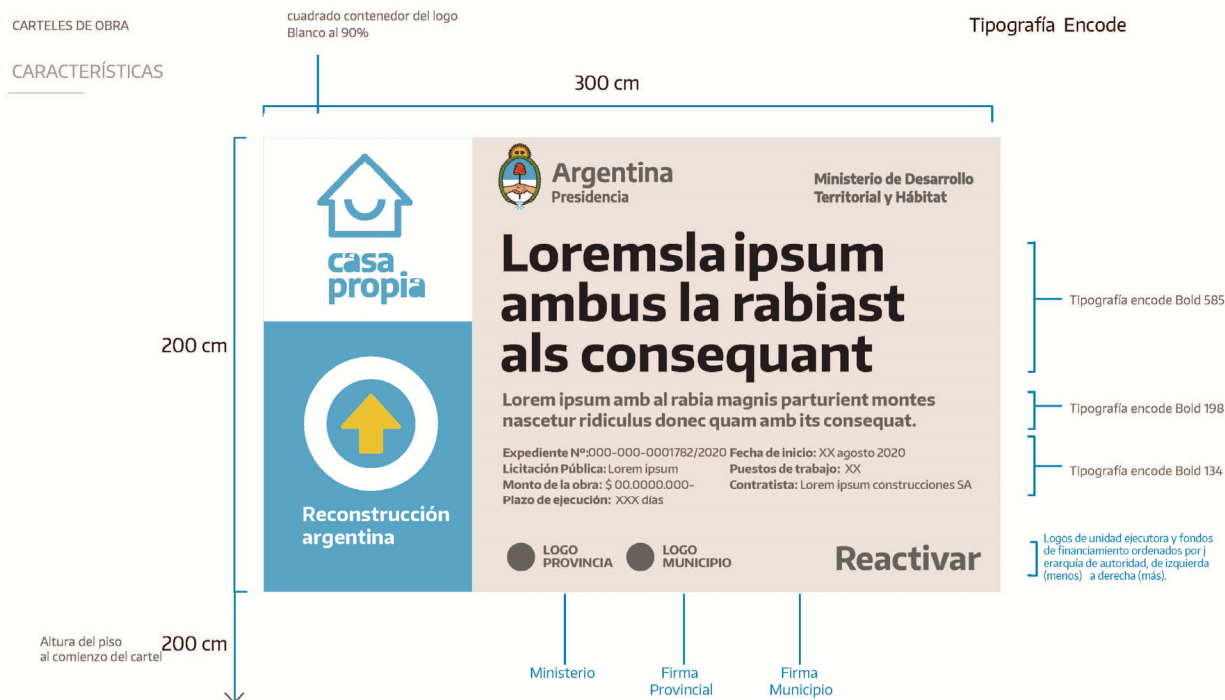 CARTELES DE OBRA
CARACTERÍSTICAS
cuadrado contenedor del logo
Blanco al 90%
Tipografía Encode
300 cm
200 cm
casa
propia
Reconstrucción
argentina
Argentina
Presidencia
Ministerio de Desarrollo
Territorial y Hábitat
Loremsla ipsum
ambus la rabiast
als consequant
Lorem ipsum amb al rabia magnis parturient montes
nascetur ridiculus donec quam amb its consequat.
Expediente Nº:000-000-0001782/2020 Fecha de inicio: XX agosto 2020
Licitación Pública: Lorem ipsum Puestos de trabajo: XX
Monto de la obra: $ 00.0000.000- Contratista: Lorem ipsum construcciones SA
Plazo de ejecución: XXX días
LOGO
PROVINCIA
LOGO
MUNICIPIO
Reactivar
Tipografía encode Bold 585
Tipografía encode Bold 198
Tipografía encode Bold 134
Logos de unidad ejecutora y fondos
de financiamiento ordenados por j
erarquía de autoridad, de izquierda
(menos) a derecha (más).
Altura del piso
al comienzo del cartel
200 cm
Ministerio
Firma
Provincial
Firma
Municipio